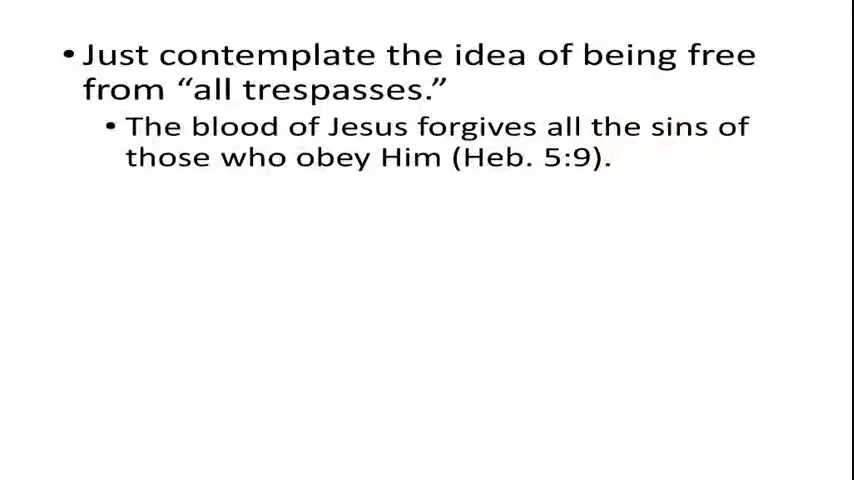 • Just contemplate the idea of being free
from “all trespasses.”
• The blood of Jesus forgives all the sins of
those who obey Him (Heb. 5:9).